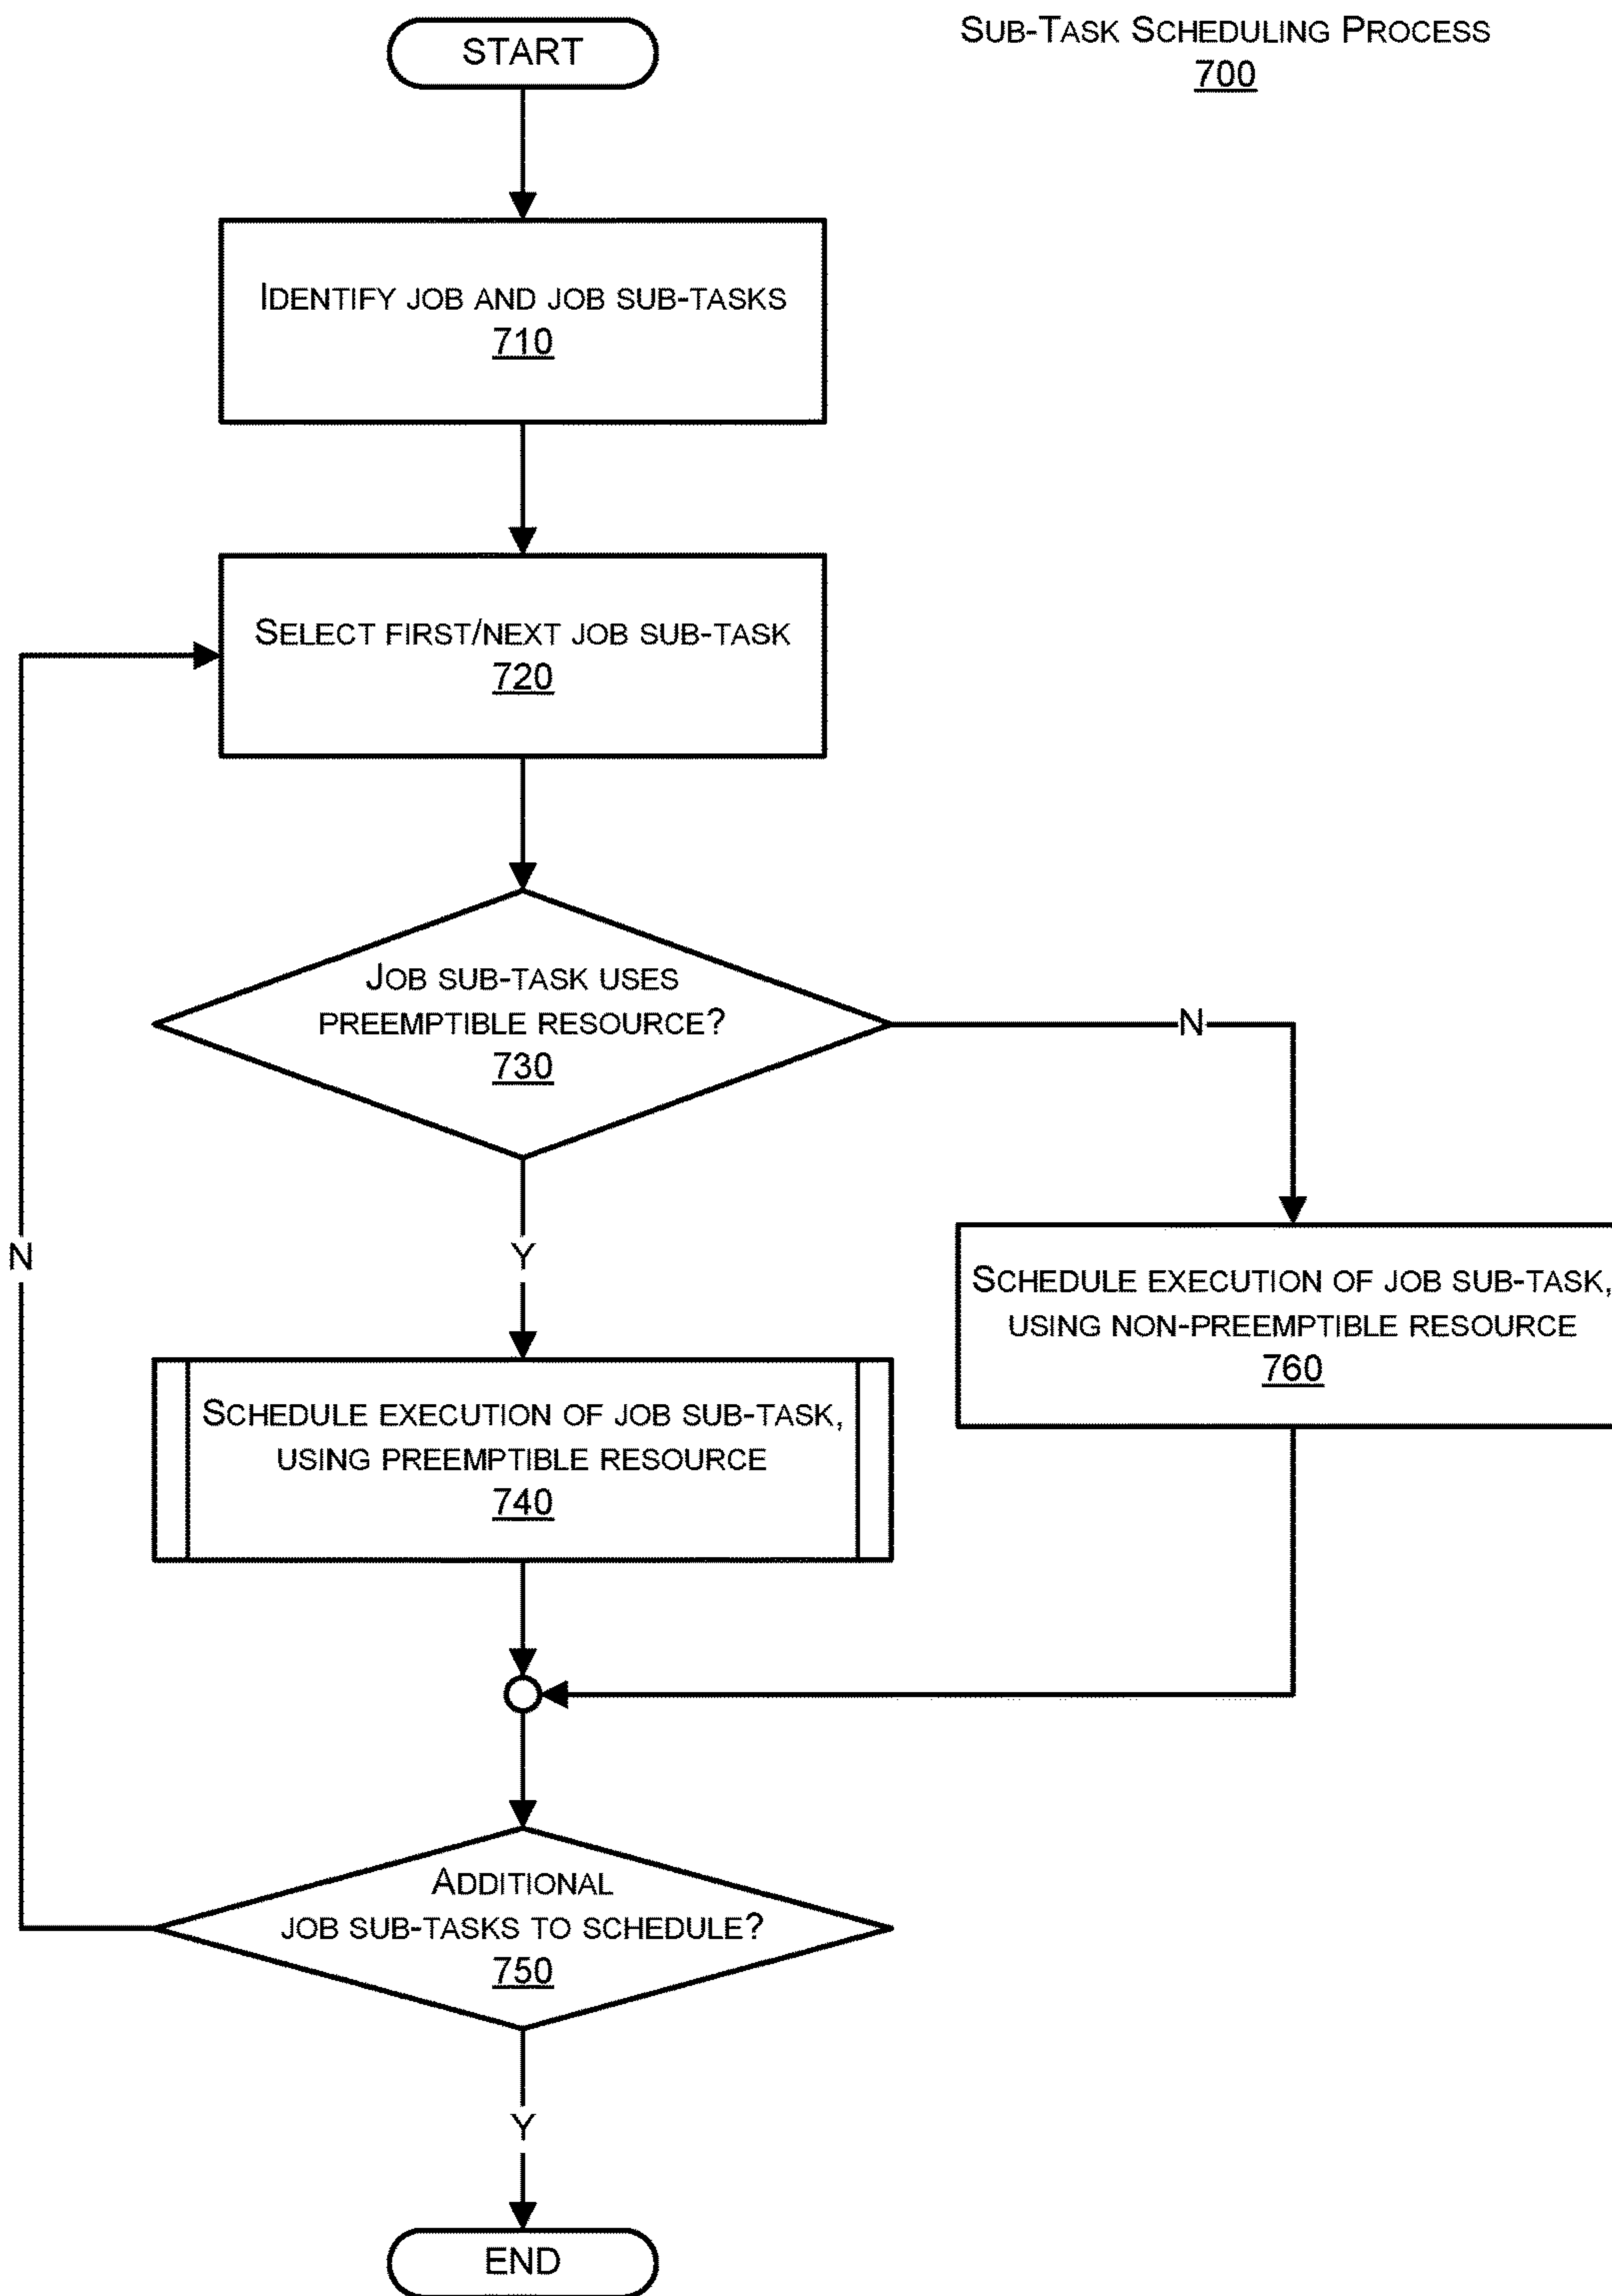 START
SUB-TASK SCHEDULING PROCESS
700
IDENTIFY JOB AND JOB SUB-TASKS
710
SELECT FIRST/NEXT JOB SUB-TASK
720
JOB SUB-TASK USES
PREEMPTIBLE RESOURCE?
730
N
Y
N
SCHEDULE EXECUTION OF JOB SUB-TASK,
USING NON-PREEMPTIBLE RESOURCE
760
SCHEDULE EXECUTION OF JOB SUB-TASK,
USING PREEMPTIBLE RESOURCE
740
ADDITIONAL
JOB SUB-TASKS TO SCHEDULE?
750
Y
END